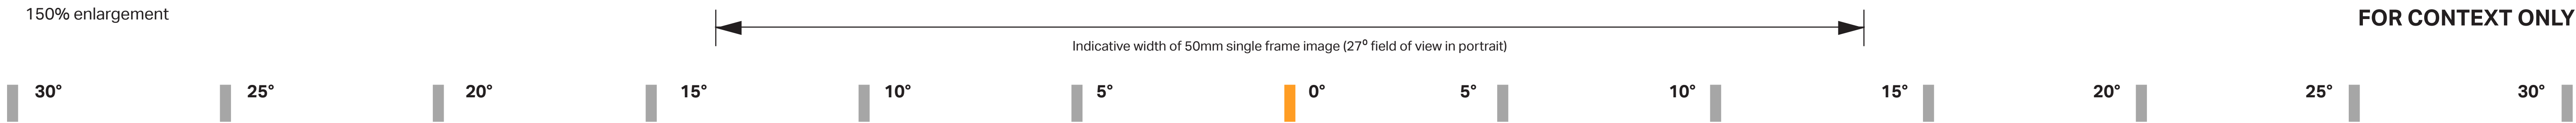 150% enlargement
FOR CONTEXT ONLY
Indicative width of 50mm single frame image (27° field of view in portrait)
30° 25° 20° 15° 10° 5° 0° 5° 10° 15° 20° 25° 30°